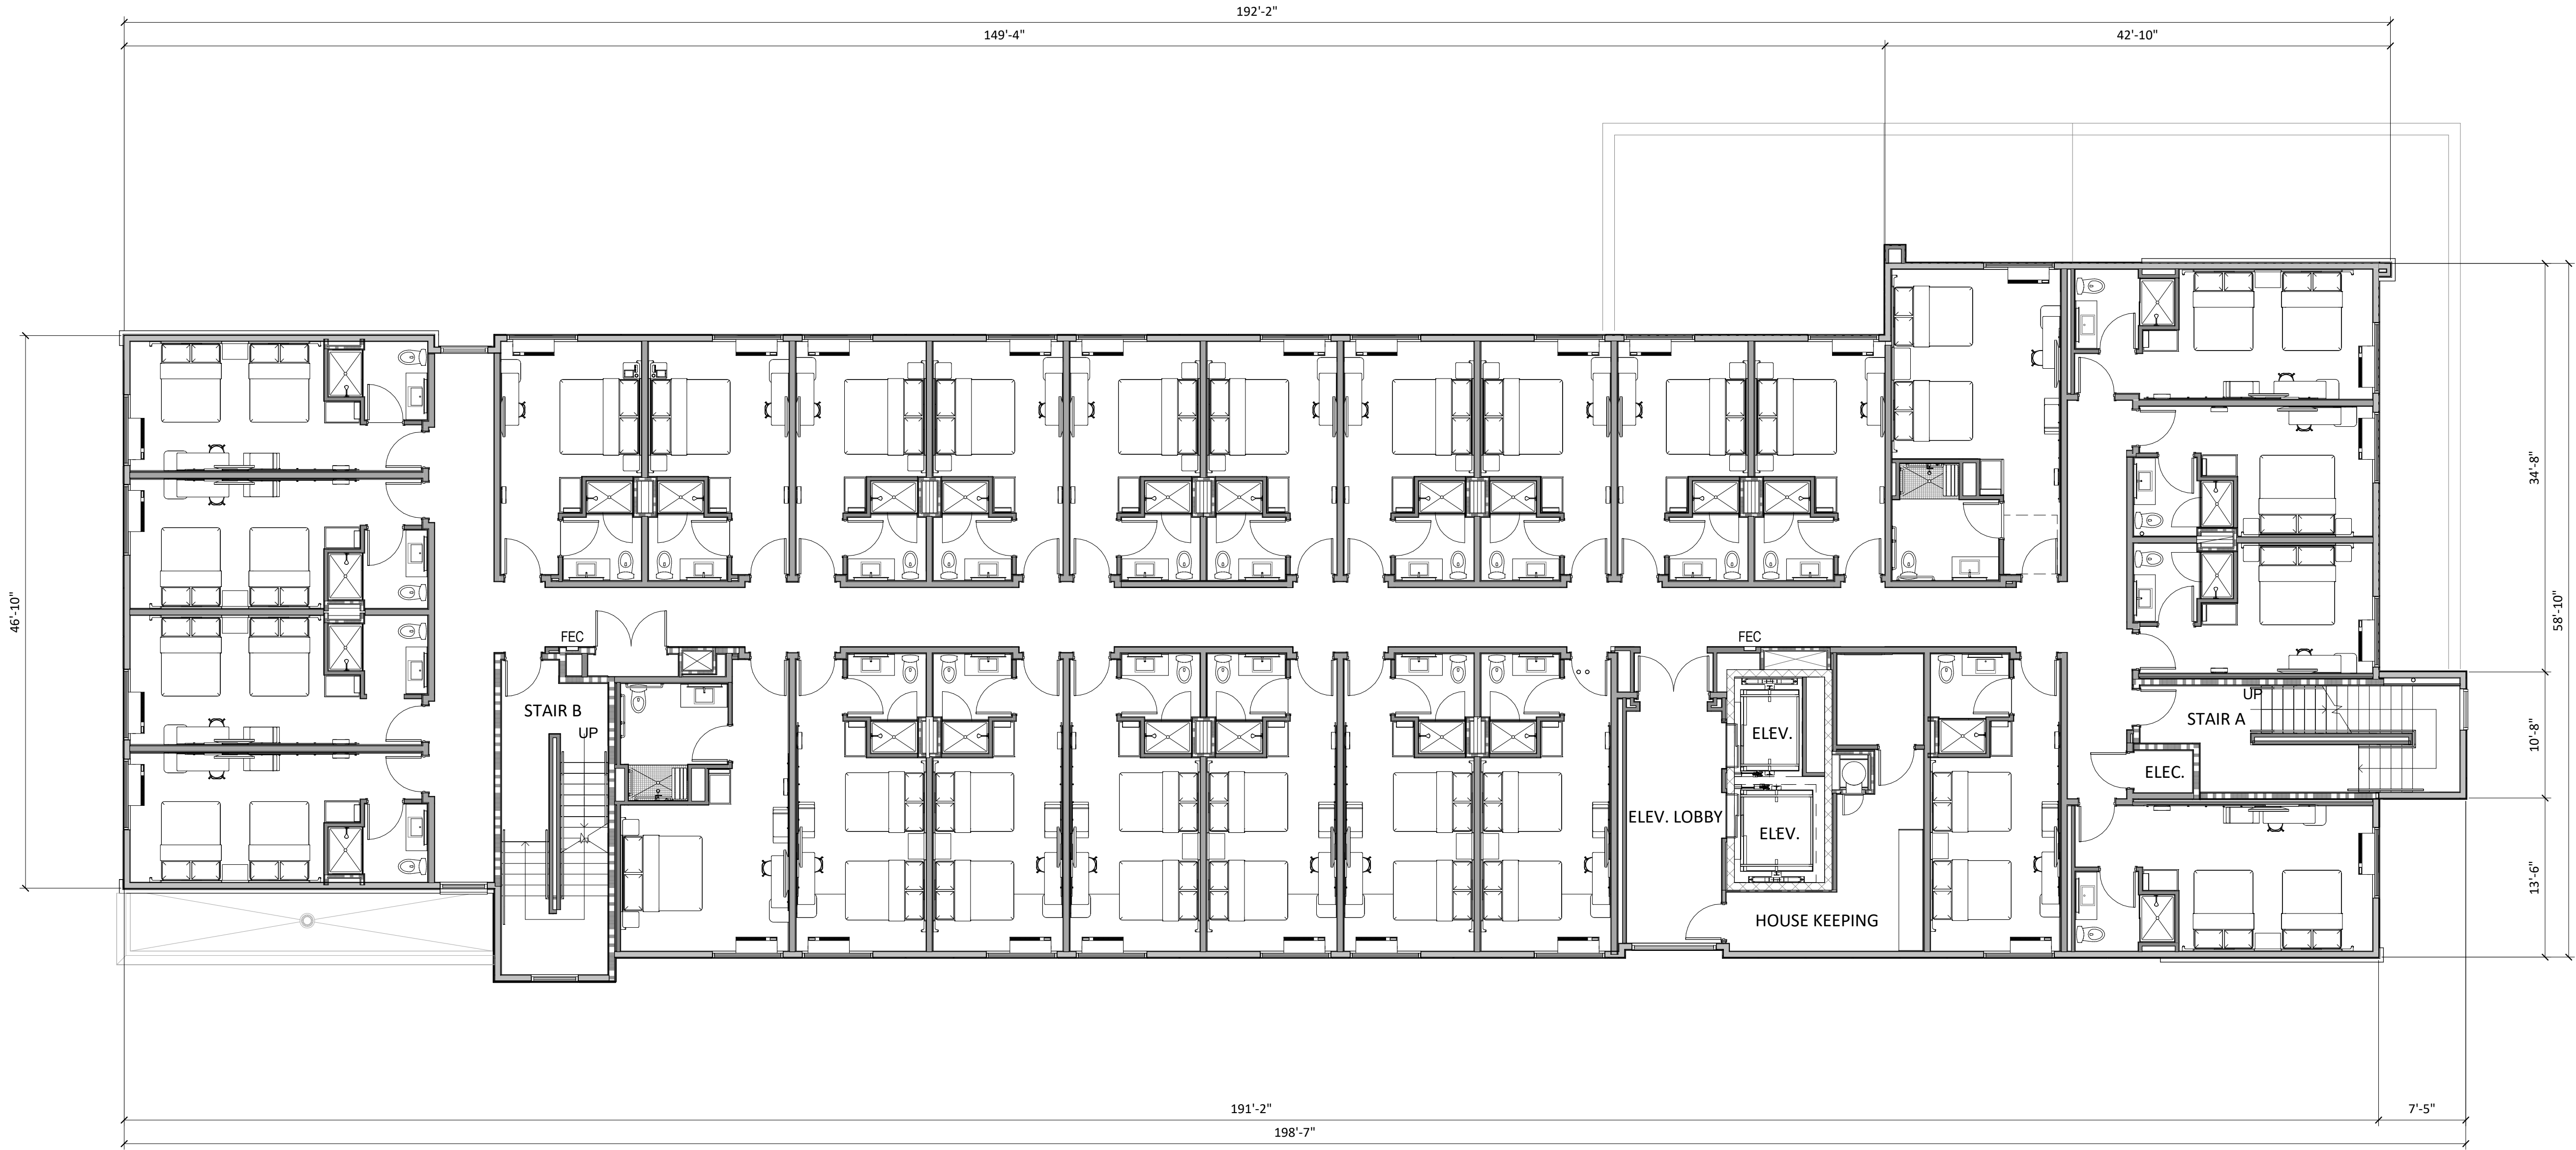 192'-2"
149'-4"
42'-10"
34'-8"
46'-10"
58'-10"
FEC
FEC
STAIR B
UP
UP
STAIR A
ELEV.
10'-8"
ELEC.
ELEV. LOBBY
ELEV.
13'-6"
HOUSE KEEPING
191'-2"
7'-5"
198'-7"